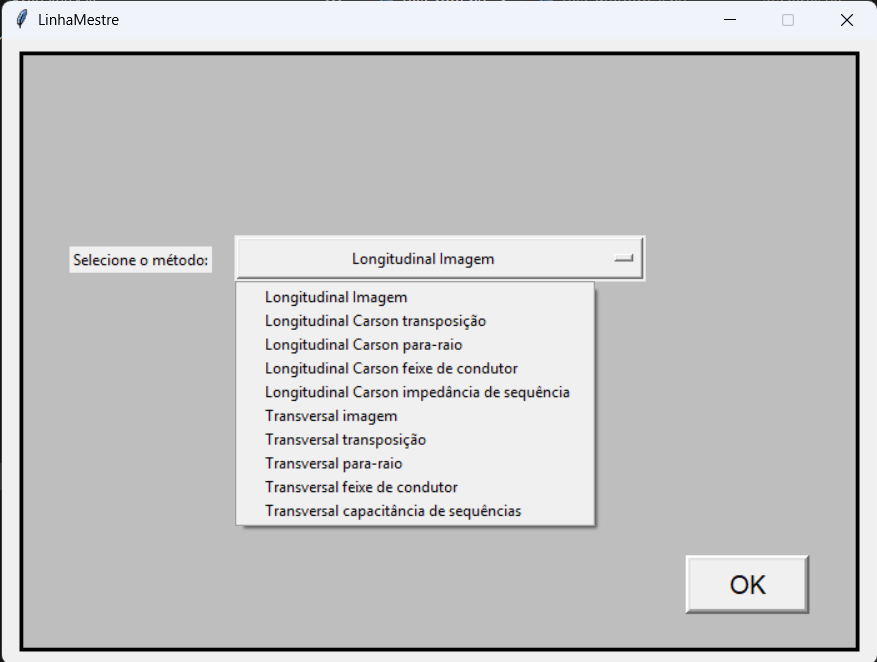 LinhaMestre
Selecione o método:
Longitudinal Imagem
Longitudinal Imagem
Longitudinal Carson transposição
Longitudinal Carson para-raio
Longitudinal Carson feixe de condutor
Longitudinal Carson impedância de sequência
Transversal imagem
Transversal transposição
Transversal para-raio
Transversal feixe de condutor
Transversal capacitância de sequências
OK